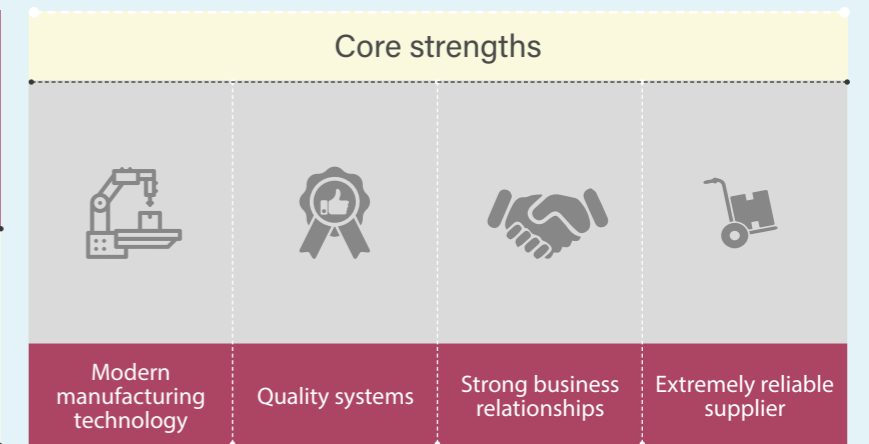 Core strengths
Modern
manufacturing
technology
Quality systems
Strong business
relationships
Extremely reliable
supplier